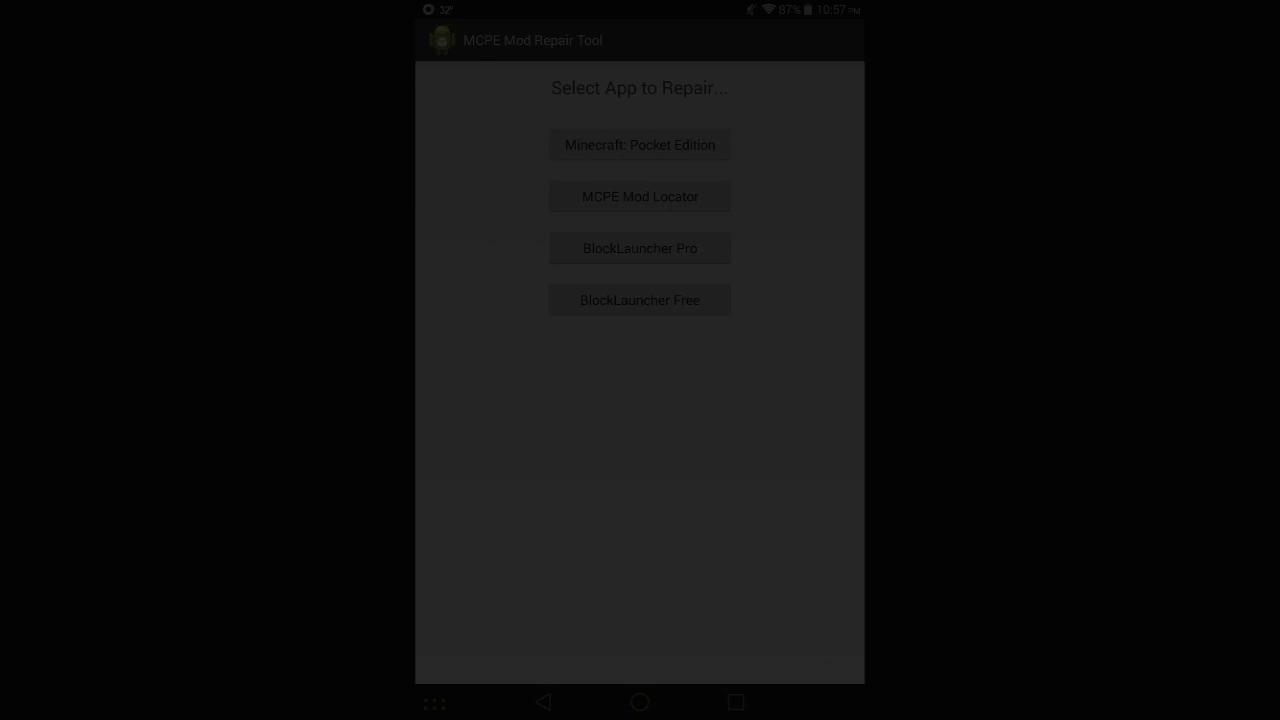 32°
87%
10:57 PM
MCPE Mod Repair Tool
Select App to Repair...
Minecraft: Pocket Edition
MCPE Mod Locator
BlockLauncher Pro
BlockLauncher Free